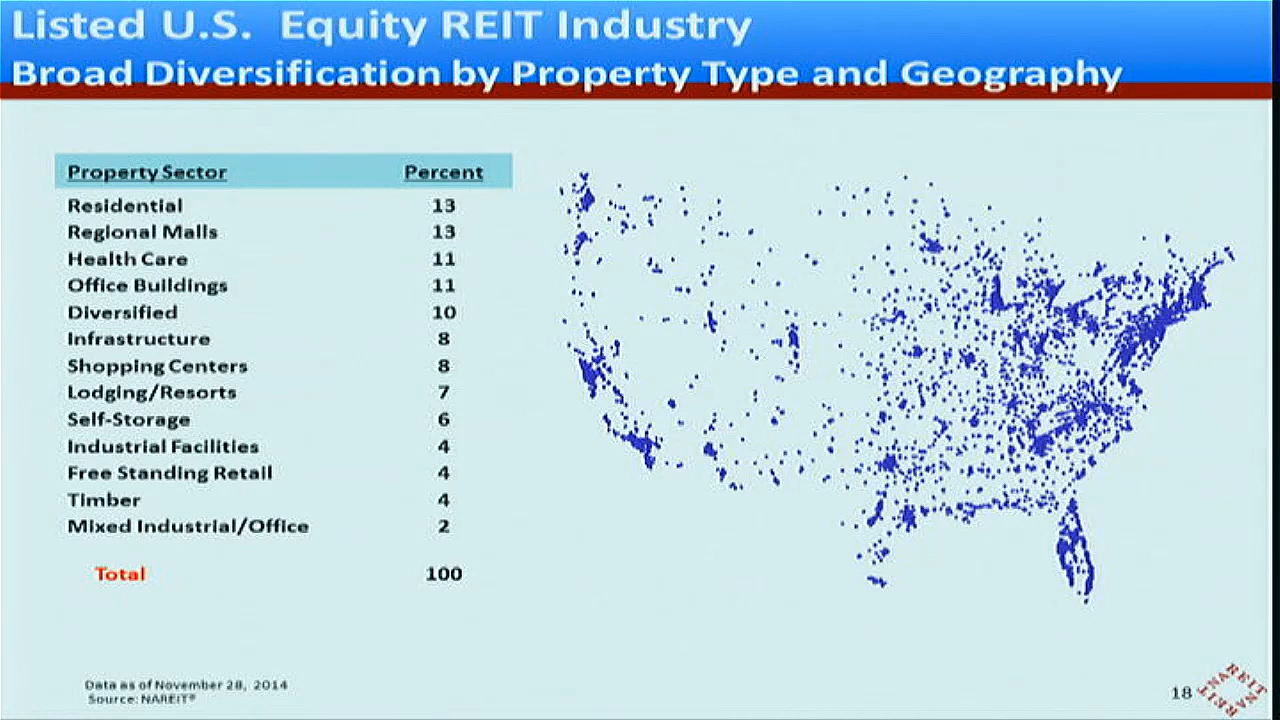 Listed U.S. Equity REIT Industry
Broad Diversification by Property Type and Geography
Property Sector Percent
Residential 13
Regional Malls 13
Health Care 11
Office Buildings 11
Diversified 10
Infrastructure 8
Shopping Centers 8
Lodging/Resorts 7
Self-Storage 6
Industrial Facilities 4
Free Standing Retail 4
Timber 4
Mixed Industrial/Office 2
Total 100
Data as of November 28, 2014
Source: NAREIT®
18
NAREIT
NAREIT